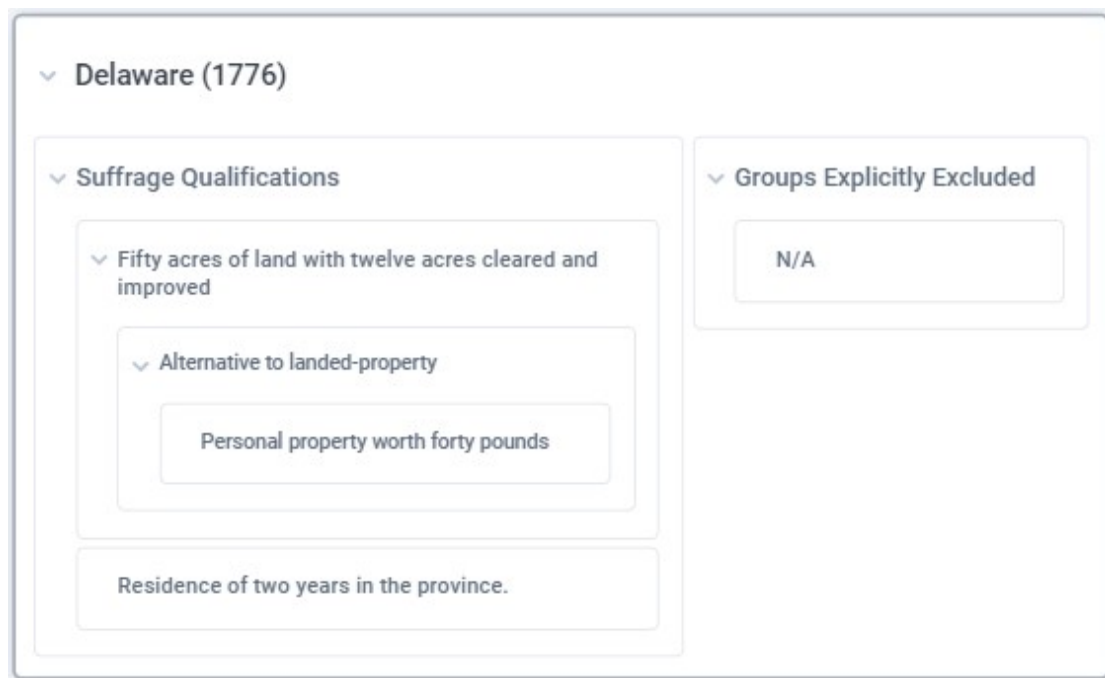 Delaware (1776)
Suffrage Qualifications
Fifty acres of land with twelve acres cleared and
improved
Alternative to landed-property
Personal property worth forty pounds
Residence of two years in the province.
Groups Explicitly Excluded
N/A